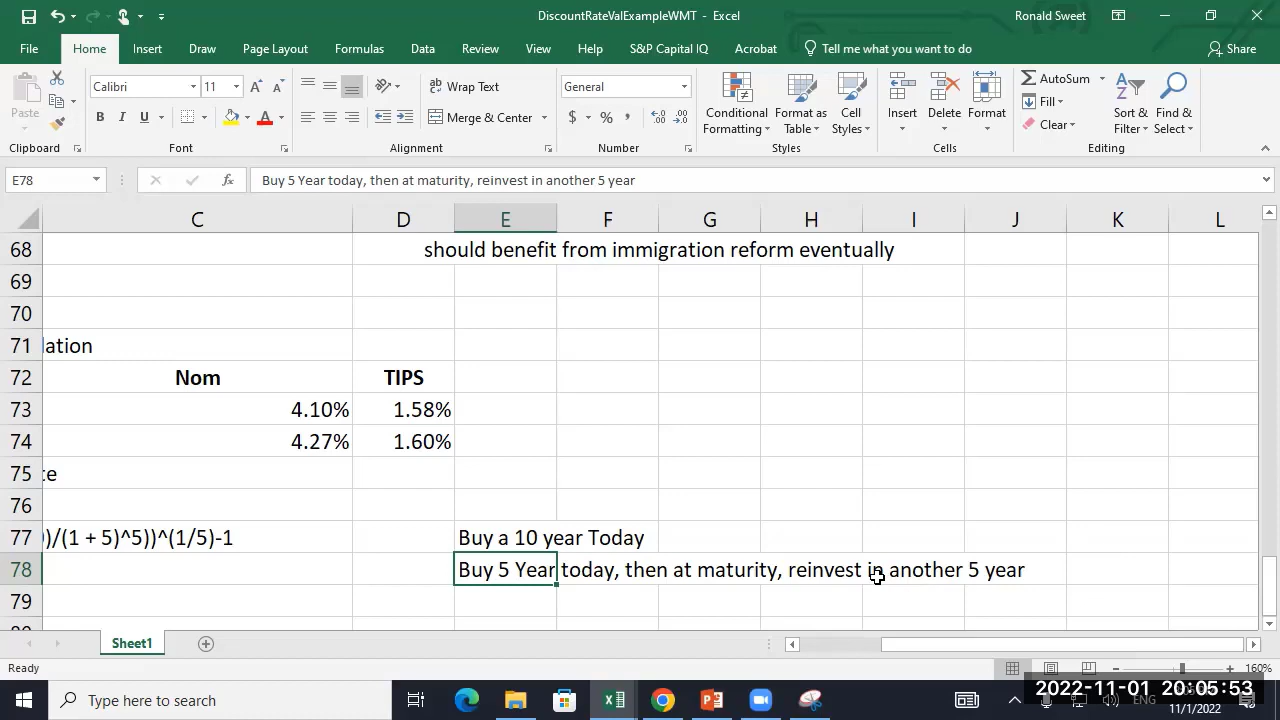 DiscountRateValExampleWMT - Excel
Ronald Sweet
File Home Insert Draw Page Layout Formulas Data Review View Help S&P Capital IQ Acrobat Tell me what you want to do Share
Paste
Calibri 11
B I U
Wrap Text
Merge & Center
General
$ % ,
Conditional Formatting
Format as Table
Cell Styles
Insert
Delete
Format
AutoSum
Fill
Clear
Sort & Filter
Find & Select
Clipboard Font Alignment Number Styles Cells Editing
E78 fx Buy 5 Year today, then at maturity, reinvest in another 5 year
C D E F G H I J K L
68 should benefit from immigration reform eventually
69
70
71 lation
72 Nom TIPS
73 4.10% 1.58%
74 4.27% 1.60%
75 te
76
77 ))/(1 + 5)^5))^(1/5)-1 Buy a 10 year Today
78 Buy 5 Year today, then at maturity, reinvest in another 5 year
79
Sheet1
Ready 160%
Type here to search
ENG
2022-11-01 20:05:53
11/1/2022